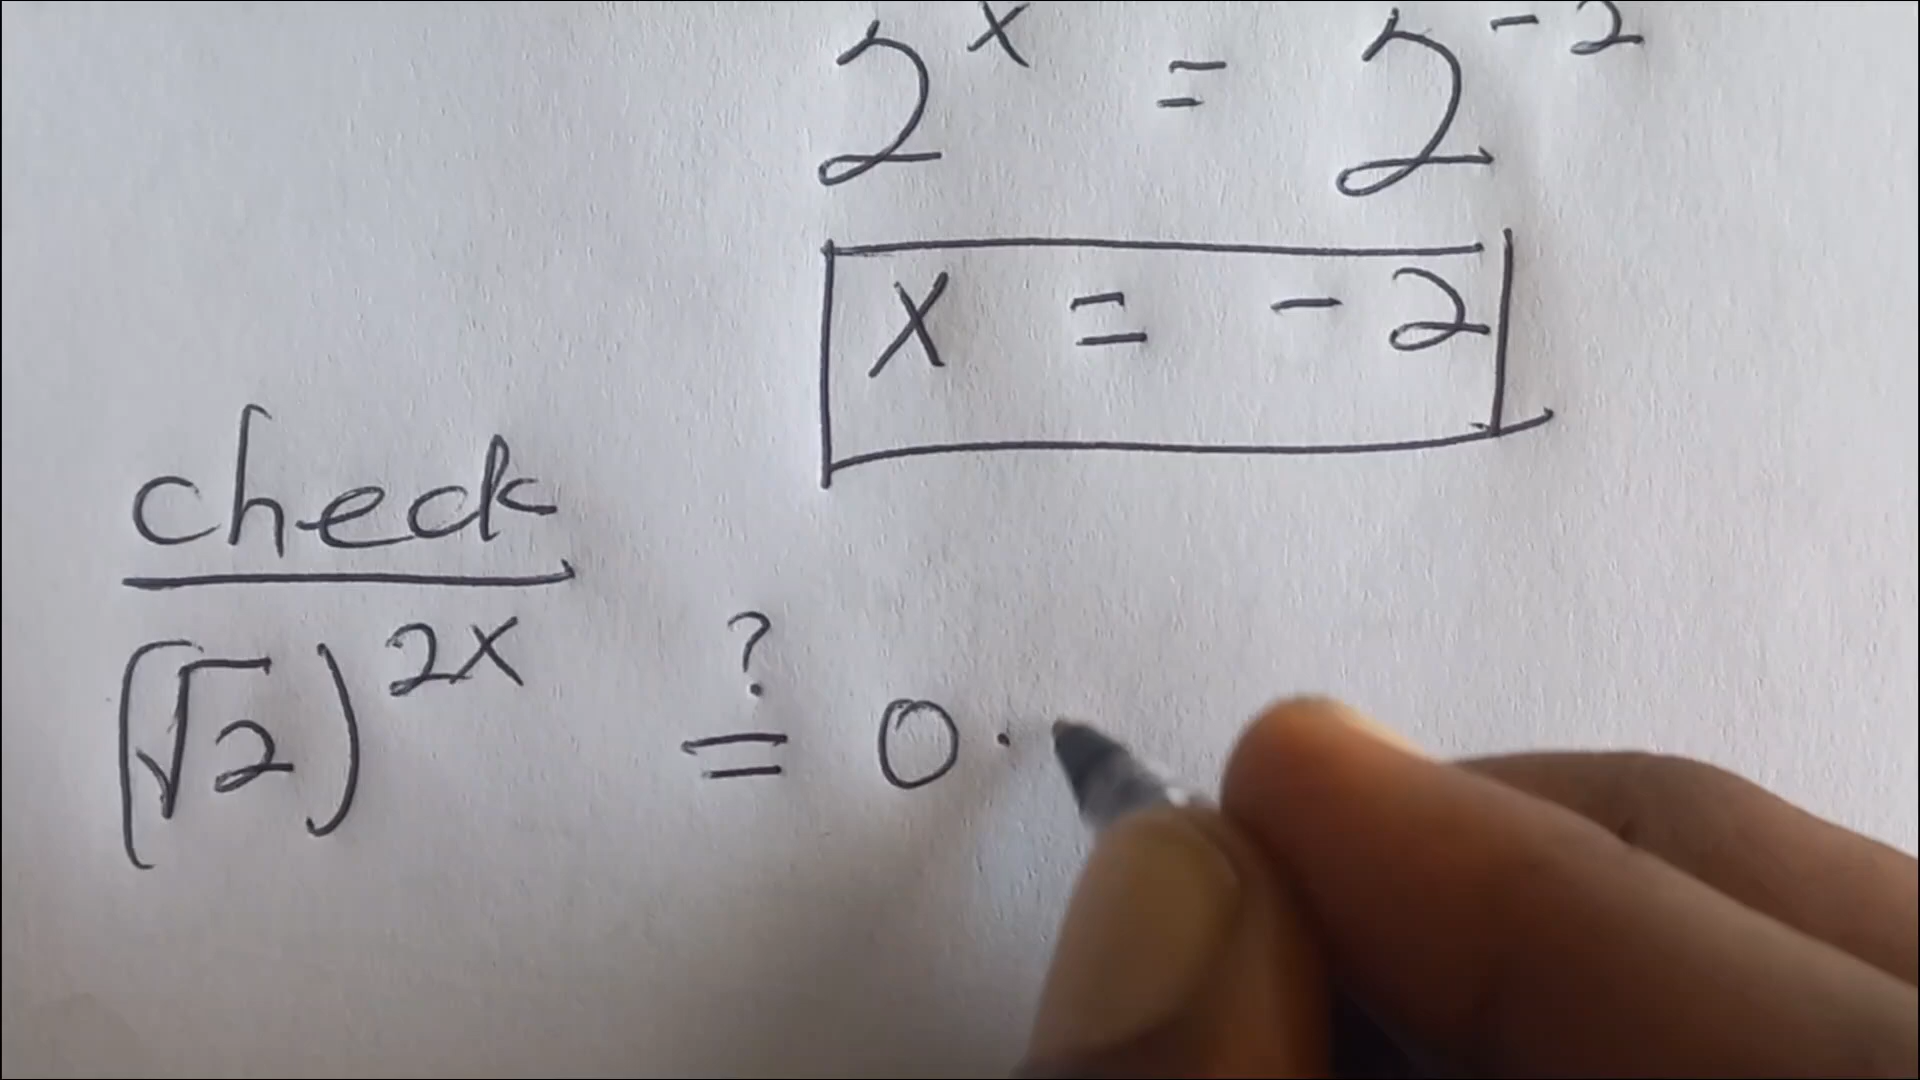 2^x = 2^-2
x = -2
check
(√2)^2x ?= 0.